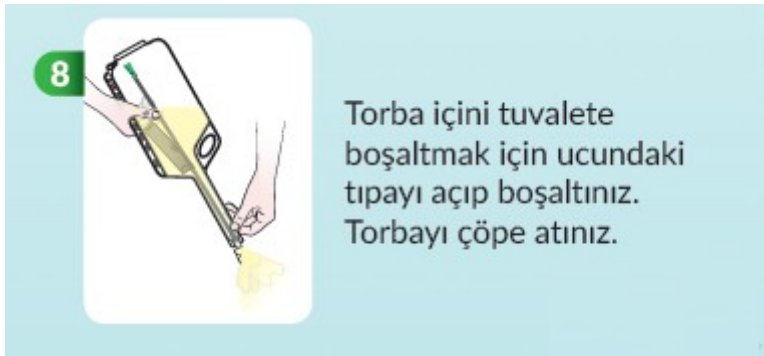 8
Torba içini tuvalete
boşaltmak için ucundaki
tıpayı açıp boşaltınız.
Torbayı çöpe atınız.